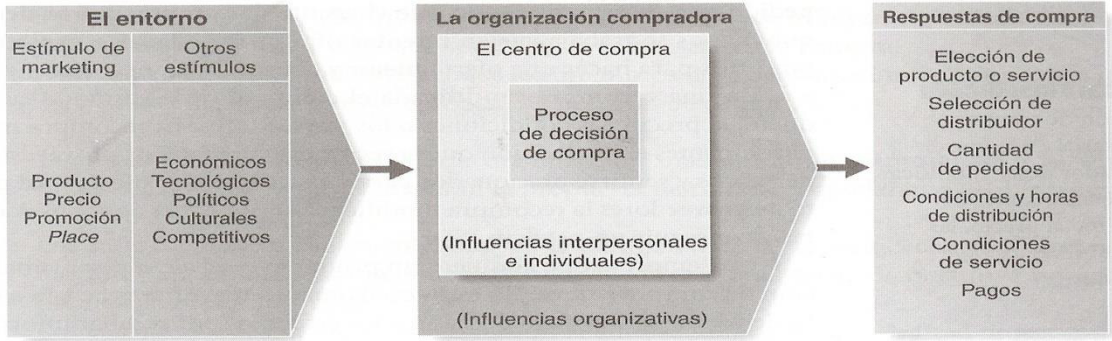 El entorno
Estímulo de
marketing
Otros
estímulos
Producto
Precio
Promoción
Place
Económicos
Tecnológicos
Políticos
Culturales
Competitivos
La organización compradora
El centro de compra
Proceso
de decisión
de compra
(Influencias interpersonales
e individuales)
(Influencias organizativas)
Respuestas de compra
Elección de
producto o servicio
Selección de
distribuidor
Cantidad
de pedidos
Condiciones y horas
de distribución
Condiciones
de servicio
Pagos